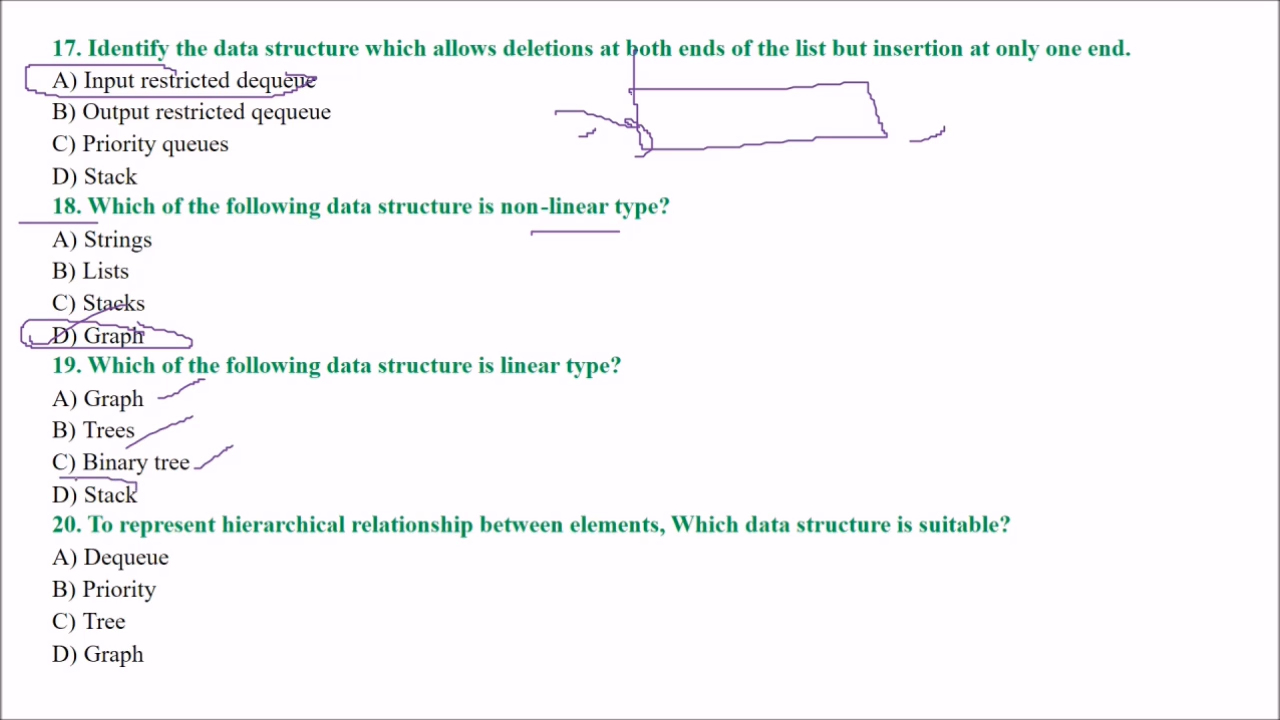 17. Identify the data structure which allows deletions at both ends of the list but insertion at only one end.
A) Input restricted dequeue
B) Output restricted qequeue
C) Priority queues
D) Stack
18. Which of the following data structure is non-linear type?
A) Strings
B) Lists
C) Stacks
D) Graph
19. Which of the following data structure is linear type?
A) Graph
B) Trees
C) Binary tree
D) Stack
20. To represent hierarchical relationship between elements, Which data structure is suitable?
A) Dequeue
B) Priority
C) Tree
D) Graph